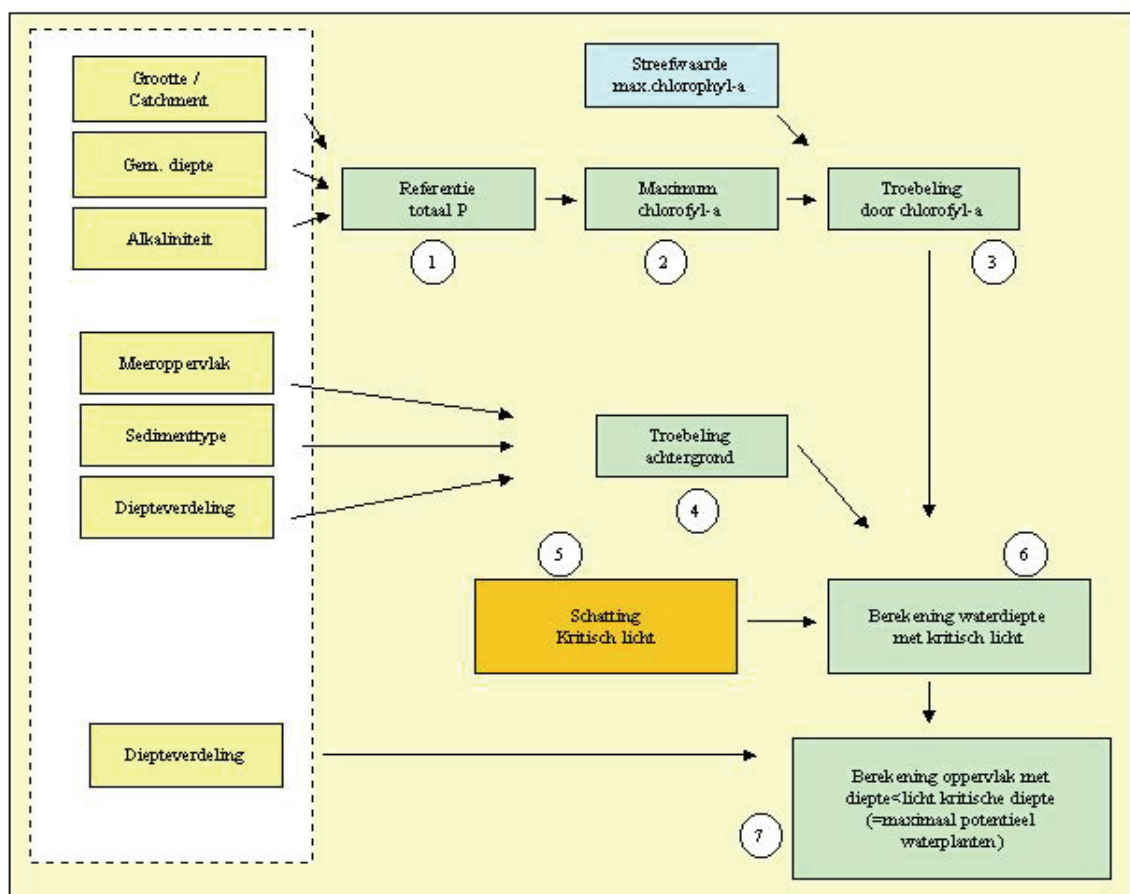 Grootte /
Catchment
Streefwaarde
max.chlorophyl-a
Gem. diepte
Alkaliniteit
Referentie
totaal P
Maximum
chlorofyl-a
Troebeling
door chlorofyl-a
1
2
3
Meeroppervlak
Sedimenttype
Diepteverdeling
Troebeling
achtergrond
4
5
6
Schatting
Kritisch licht
Berekening waterdiepte
met kritisch licht
Diepteverdeling
Berekening oppervlak met
diepte<licht kritische diepte
(=maximaal potentieel
waterplanten)
7